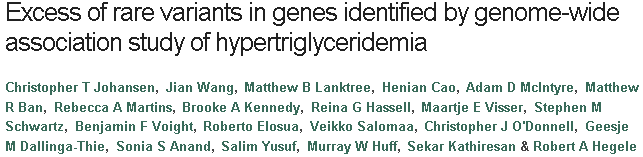 Excess of rare variants in genes identified by genome-wide
association study of hypertriglyceridemia
Christopher T Johansen, Jian Wang, Matthew B Lanktree, Henian Cao, Adam D McIntyre, Matthew
R Ban, Rebecca A Martins, Brooke A Kennedy, Reina G Hassell, Maartje E Visser, Stephen M
Schwartz, Benjamin F Voight, Roberto Elosua, Veikko Salomaa, Christopher J O'Donnell, Geesje
M Dallinga-Thie, Sonia S Anand, Salim Yusuf, Murray W Huff, Sekar Kathiresan & Robert A Hegele